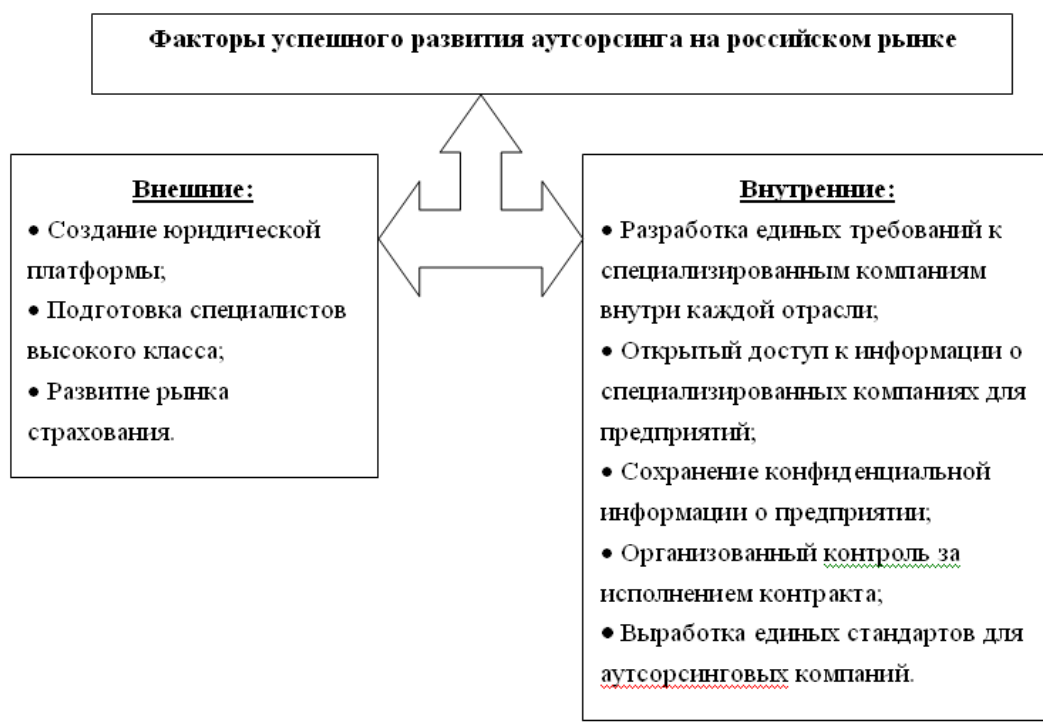 Факторы успешного развития аутсорсинга на российском рынке
Внешние:
• Создание юридической
платформы;
• Подготовка специалистов
высокого класса;
• Развитие рынка
страхования.
Внутренние:
• Разработка единых требований к
специализированным компаниям
внутри каждой отрасли;
• Открытый доступ к информации о
специализированных компаниях для
предприятий;
• Сохранение конфиденциальной
информации о предприятии;
• Организованный контроль за
исполнением контракта;
• Выработка единых стандартов для
аутсорсинговых компаний.